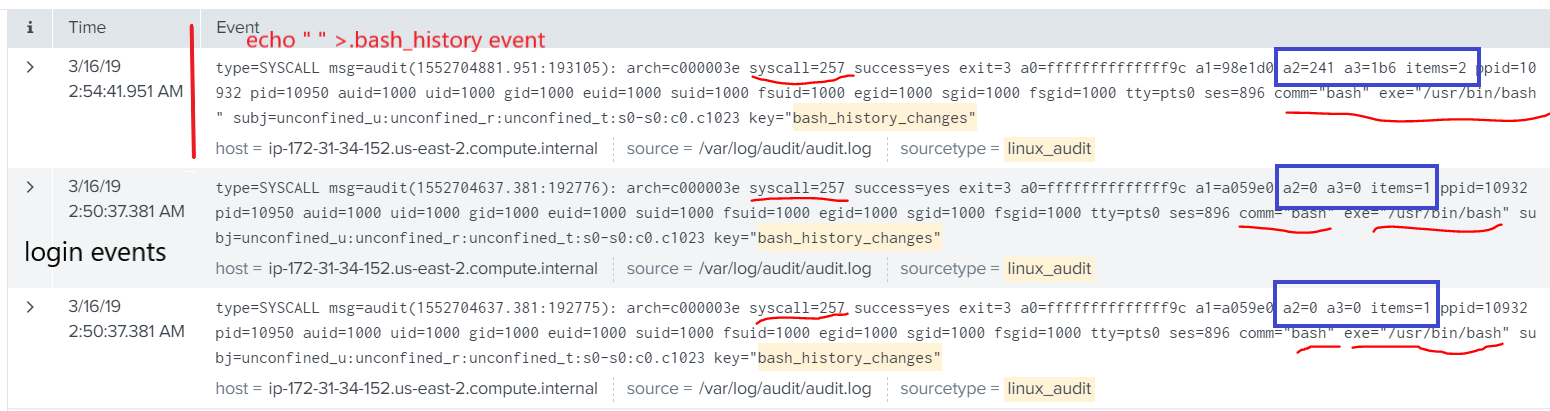 i Time Event
echo " " >.bash_history event
3/16/19
2:54:41.951 AM
type=SYSCALL msg=audit(1552704881.951:193105): arch=c000003e syscall=257 success=yes exit=3 a0=ffffffffffffff9c a1=98e1d0 a2=241 a3=1b6 items=2 ppid=10
932 pid=10950 auid=1000 uid=1000 gid=1000 euid=1000 suid=1000 fsuid=1000 egid=1000 sgid=1000 fsgid=1000 tty=pts0 ses=896 comm="bash" exe="/usr/bin/bash
" subj=unconfined_u:unconfined_r:unconfined_t:s0-s0:c0.c1023 key="bash_history_changes"
host = ip-172-31-34-152.us-east-2.compute.internal source = /var/log/audit/audit.log sourcetype = linux_audit
3/16/19
2:50:37.381 AM
type=SYSCALL msg=audit(1552704637.381:192776): arch=c000003e syscall=257 success=yes exit=3 a0=ffffffffffffff9c a1=a059e0 a2=0 a3=0 items=1 ppid=10932
pid=10950 auid=1000 uid=1000 gid=1000 euid=1000 suid=1000 fsuid=1000 egid=1000 sgid=1000 fsgid=1000 tty=pts0 ses=896 comm="bash" exe="/usr/bin/bash" su
bj=unconfined_u:unconfined_r:unconfined_t:s0-s0:c0.c1023 key="bash_history_changes"
login events
host = ip-172-31-34-152.us-east-2.compute.internal source = /var/log/audit/audit.log sourcetype = linux_audit
3/16/19
2:50:37.381 AM
type=SYSCALL msg=audit(1552704637.381:192775): arch=c000003e syscall=257 success=yes exit=3 a0=ffffffffffffff9c a1=a059e0 a2=0 a3=0 items=1 ppid=10932
pid=10950 auid=1000 uid=1000 gid=1000 euid=1000 suid=1000 fsuid=1000 egid=1000 sgid=1000 fsgid=1000 tty=pts0 ses=896 comm="bash" exe="/usr/bin/bash" su
bj=unconfined_u:unconfined_r:unconfined_t:s0-s0:c0.c1023 key="bash_history_changes"
host = ip-172-31-34-152.us-east-2.compute.internal source = /var/log/audit/audit.log sourcetype = linux_audit